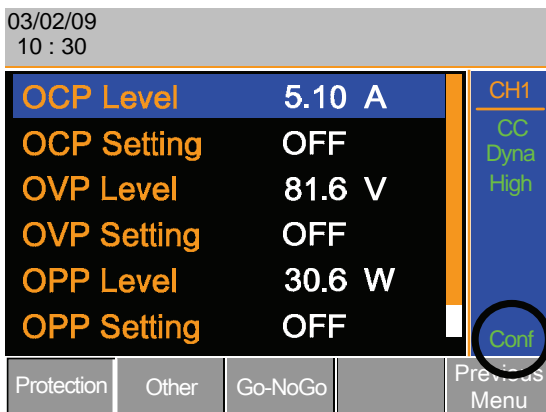 03/02/09
10 : 30
OCP Level 5.10 A
OCP Setting OFF
OVP Level 81.6 V
OVP Setting OFF
OPP Level 30.6 W
OPP Setting OFF
CH1
CC
Dyna
High
Conf
Protection Other Go-NoGo Previous
Menu